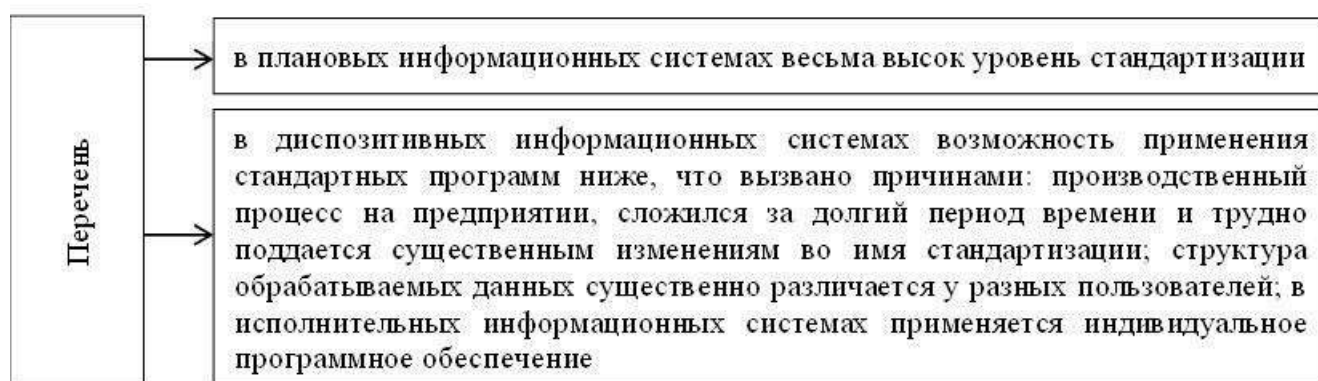 Перечень
в плановых информационных системах весьма высок уровень стандартизации
в диспозитивных информационных системах возможность применения
стандартных программ ниже, что вызвано причинами: производственный
процесс на предприятии, сложился за долгий период времени и трудно
поддается существенным изменениям во имя стандартизации; структура
обрабатываемых данных существенно различается у разных пользователей; в
исполнительных информационных системах применяется индивидуальное
программное обеспечение